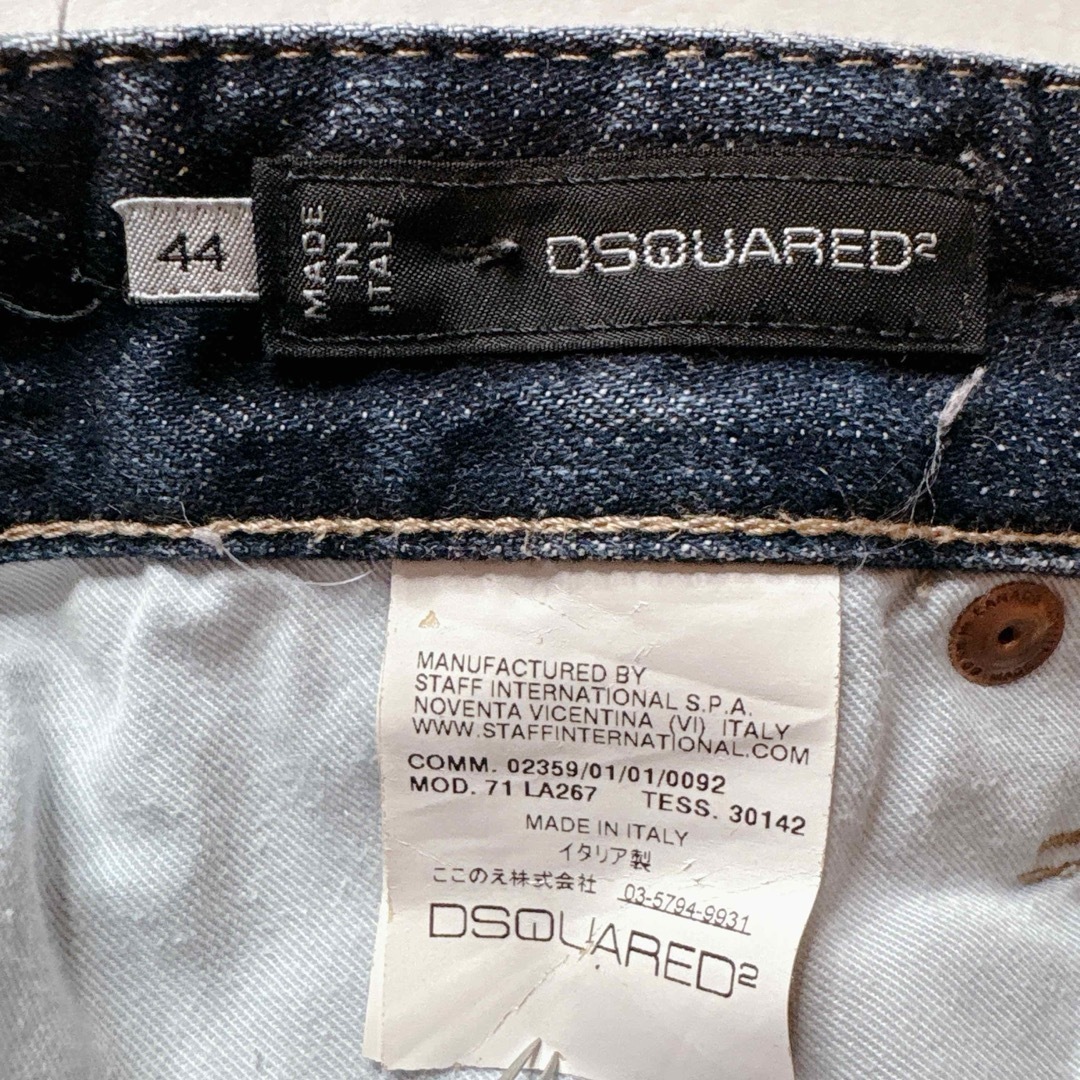 44
MADE
IN
ITALY
DSQUARED2
MANUFACTURED BY
STAFF INTERNATIONAL S.P.A.
NOVENTA VICENTINA (VI) ITALY
WWW.STAFFINTERNATIONAL.COM
COMM. 02359/01/01/0092
MOD. 71 LA267 TESS. 30142
MADE IN ITALY
イタリア製
ここのえ株式会社 03-5794-9931
DSQUARED2
CANADA